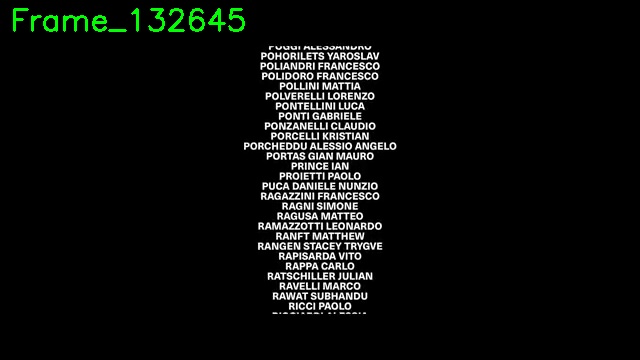 Frame_132645
POGGI ALESSANDRO
POHORILETS YAROSLAV
POLIANDRI FRANCESCO
POLIDORO FRANCESCO
POLLINI MATTIA
POLVERELLI LORENZO
PONTELLINI LUCA
PONTI GABRIELE
PONZANELLI CLAUDIO
PORCELLI KRISTIAN
PORCHEDDU ALESSIO ANGELO
PORTAS GIAN MAURO
PRINCE IAN
PROIETTI PAOLO
PUCA DANIELE NUNZIO
RAGAZZINI FRANCESCO
RAGNI SIMONE
RAGUSA MATTEO
RAMAZZOTTI LEONARDO
RANFT MATTHEW
RANGEN STACEY TRYGVE
RAPISARDA VITO
RAPPA CARLO
RATSCHILLER JULIAN
RAVELLI MARCO
RAWAT SUBHANDU
RICCI PAOLO